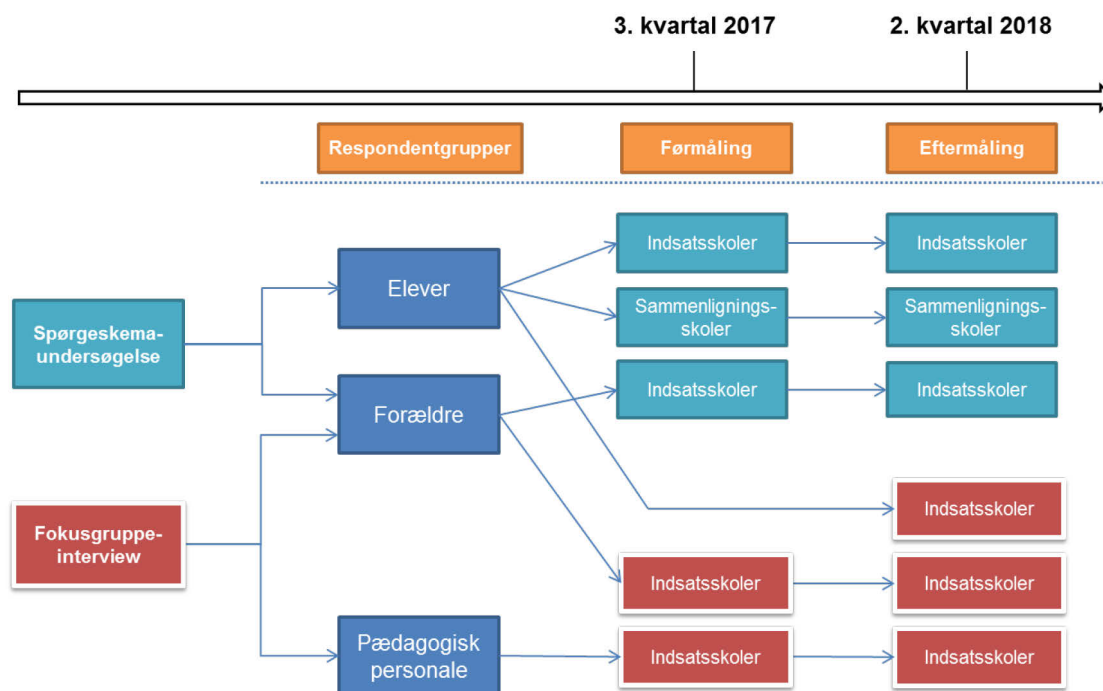 3. kvartal 2017
2. kvartal 2018
Respondentgrupper
Førmåling
Eftermåling
Indsatsskoler
Indsatsskoler
Elever
Spørgeskema-
undersøgelse
Sammenlignings-
skoler
Sammenlignings-
skoler
Forældre
Indsatsskoler
Indsatsskoler
Fokusgruppe-
interview
Indsatsskoler
Indsatsskoler
Indsatsskoler
Pædagogisk
personale
Indsatsskoler
Indsatsskoler